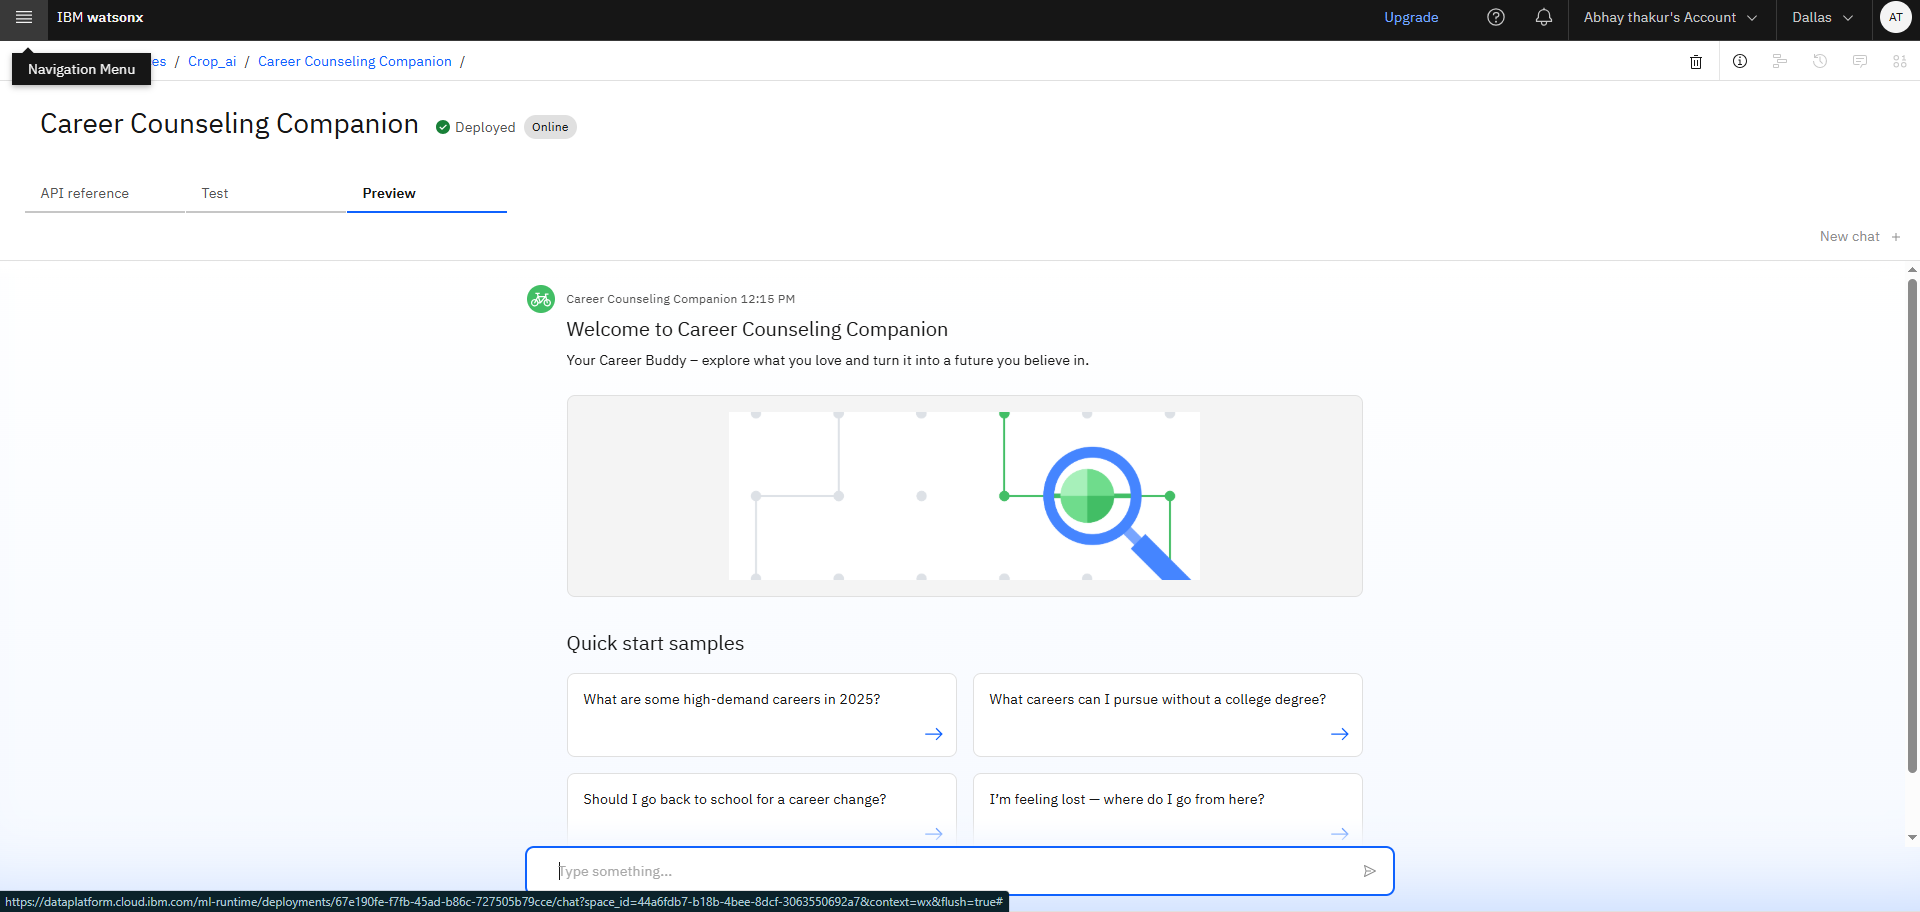 IBM watsonx
Upgrade
Abhay thakur's Account
Dallas
AT
Navigation Menu
es / Crop_ai / Career Counseling Companion /
Career Counseling Companion
Deployed
Online
API reference
Test
Preview
New chat +
Career Counseling Companion 12:15 PM
Welcome to Career Counseling Companion
Your Career Buddy – explore what you love and turn it into a future you believe in.
Quick start samples
What are some high-demand careers in 2025?
What careers can I pursue without a college degree?
Should I go back to school for a career change?
I’m feeling lost — where do I go from here?
Type something...
https://dataplatform.cloud.ibm.com/ml-runtime/deployments/67e190fe-f7fb-45ad-b86c-727505b79cce/chat?space_id=44a6fdb7-b18b-4bee-8dcf-3063550692a7&context=wx&flush=true#